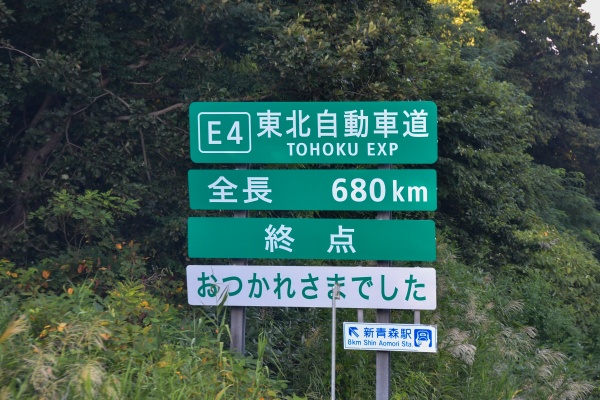 E4 東北自動車道
TOHOKU EXP
全長 680km
終点
おつかれさまでした
新青森駅
8km Shin Aomori Sta.